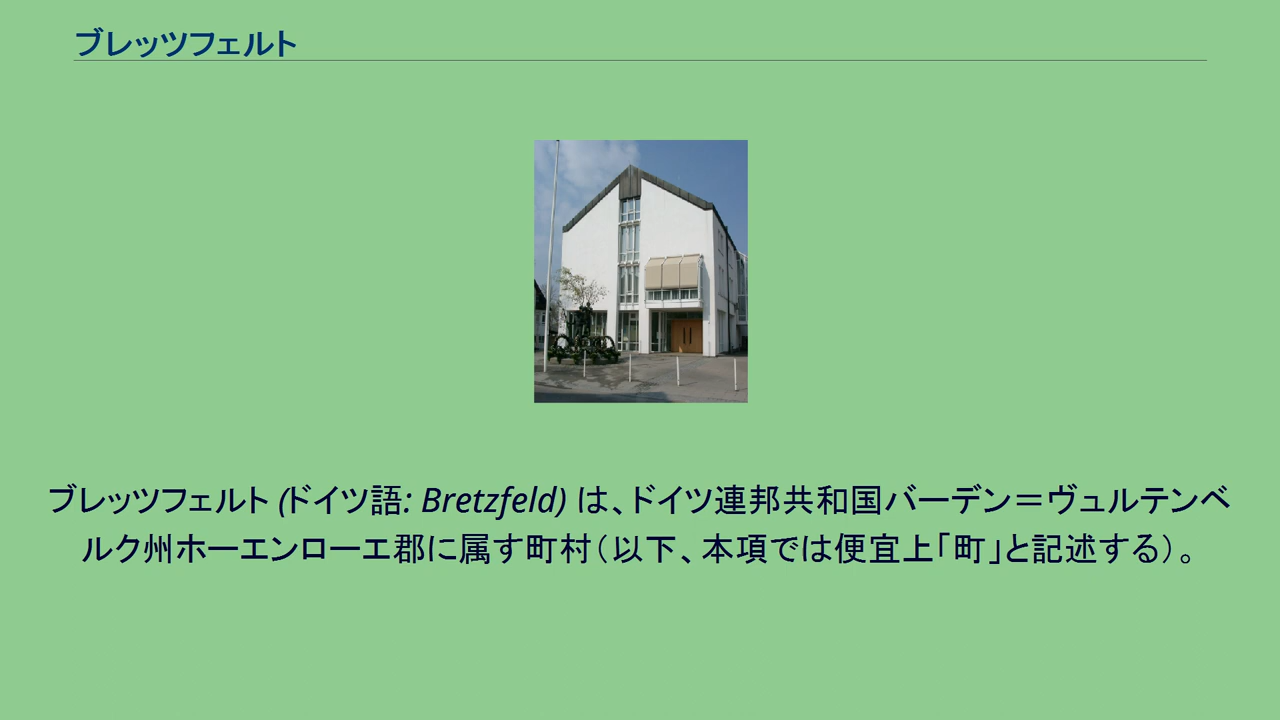 ブレッツフェルト
ブレッツフェルト (ドイツ語: Bretzfeld) は、ドイツ連邦共和国バーデン＝ヴュルテンベ
ルク州ホーエンローエ郡に属す町村（以下、本項では便宜上「町」と記述する）。